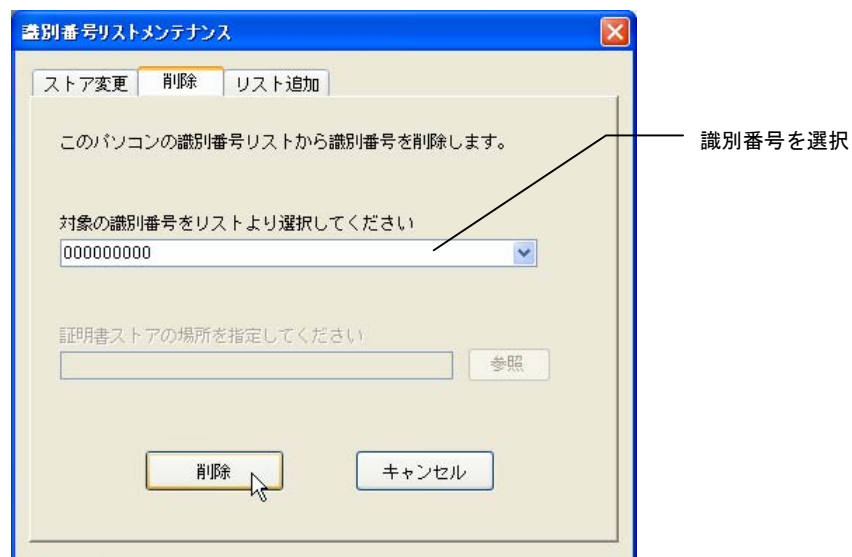 識別番号リストメンテナンス
ストア変更 削除 リスト追加
このパソコンの識別番号リストから識別番号を削除します。
識別番号を選択
対象の識別番号をリストより選択してください
000000000
証明書ストアの場所を指定してください
参照
削除 キャンセル